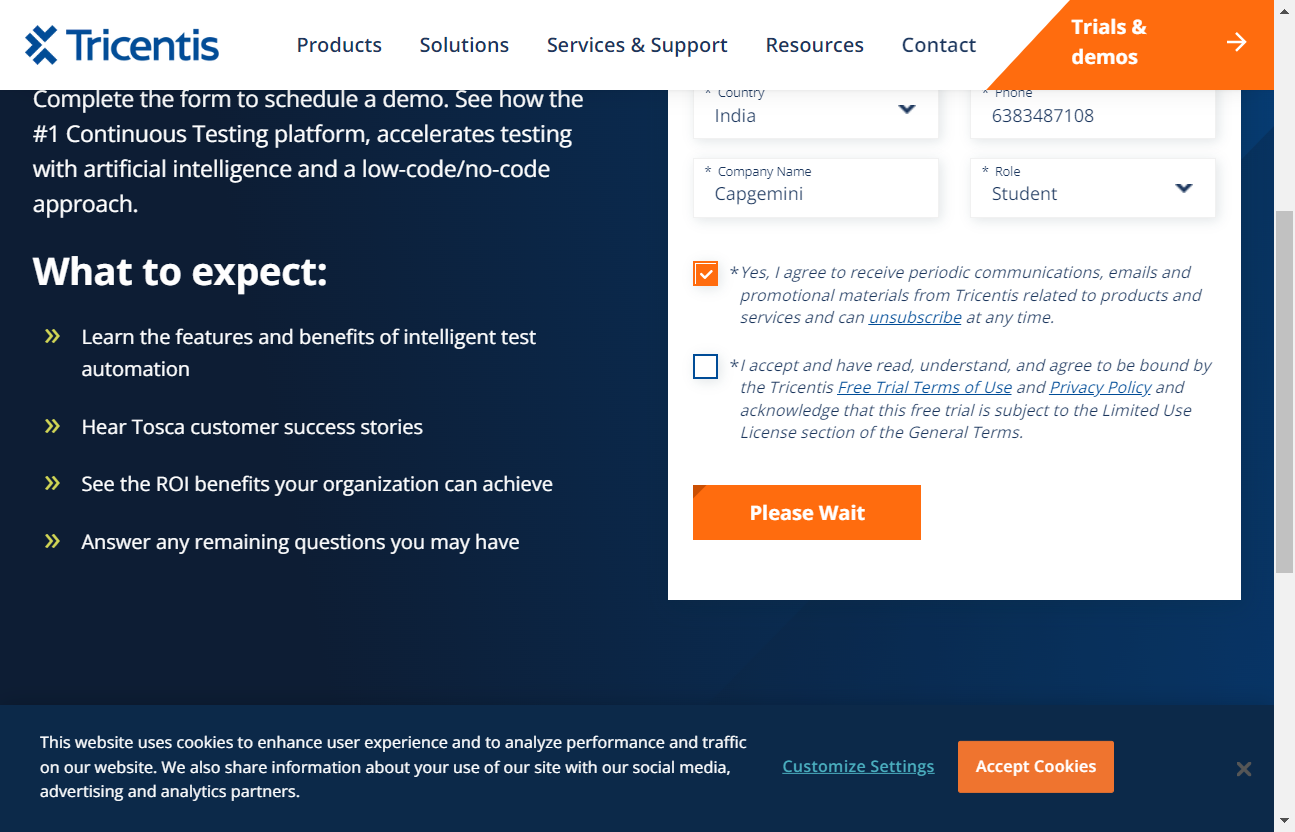 Tricentis
Products
Solutions
Services & Support
Resources
Contact
Trials &
demos
Complete the form to schedule a demo. See how the
#1 Continuous Testing platform, accelerates testing
with artificial intelligence and a low-code/no-code
approach.
What to expect:
Learn the features and benefits of intelligent test
automation
Hear Tosca customer success stories
See the ROI benefits your organization can achieve
Answer any remaining questions you may have
* Country
India
* Phone
6383487108
* Company Name
Capgemini
* Role
Student
*Yes, I agree to receive periodic communications, emails and
promotional materials from Tricentis related to products and
services and can unsubscribe at any time.
*I accept and have read, understand, and agree to be bound by
the Tricentis Free Trial Terms of Use and Privacy Policy and
acknowledge that this free trial is subject to the Limited Use
License section of the General Terms.
Please Wait
This website uses cookies to enhance user experience and to analyze performance and traffic
on our website. We also share information about your use of our site with our social media,
advertising and analytics partners.
Customize Settings
Accept Cookies